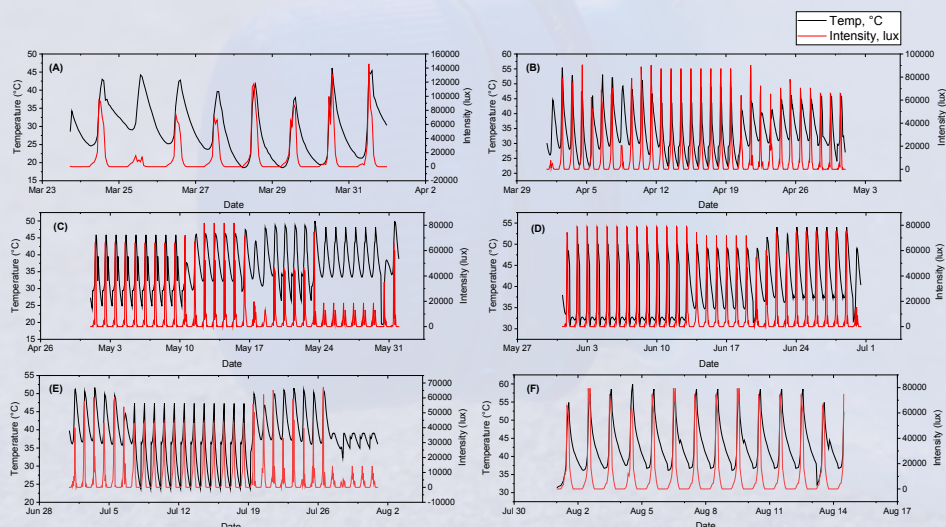 Temp, °C
Intensity, lux
(A)
Temperature (°C)
50
45
40
35
30
25
20
15
Intensity (lux)
160000
140000
120000
100000
80000
60000
40000
20000
0
-20000
Mar 23 Mar 25 Mar 27 Mar 29 Mar 31 Apr 2
Date
(B)
Temperature (°C)
60
55
50
45
40
35
30
25
20
Intensity (lux)
100000
80000
60000
40000
20000
0
Mar 29 Apr 5 Apr 12 Apr 19 Apr 26 May 3
Date
(C)
Temperature (°C)
50
45
40
35
30
25
20
15
Intensity (lux)
80000
60000
40000
20000
0
Apr 26 May 3 May 10 May 17 May 24 May 31
Date
(D)
Temperature (°C)
55
50
45
40
35
30
Intensity (lux)
80000
60000
40000
20000
0
May 27 Jun 3 Jun 10 Jun 17 Jun 24 Jul 1
Date
(E)
Temperature (°C)
55
50
45
40
35
30
25
20
Intensity (lux)
70000
60000
50000
40000
30000
20000
10000
0
-10000
Jun 28 Jul 5 Jul 12 Jul 19 Jul 26 Aug 2
Date
(F)
Temperature (°C)
60
55
50
45
40
35
30
Intensity (lux)
80000
60000
40000
20000
0
Jul 30 Aug 2 Aug 5 Aug 8 Aug 11 Aug 14 Aug 17
Date